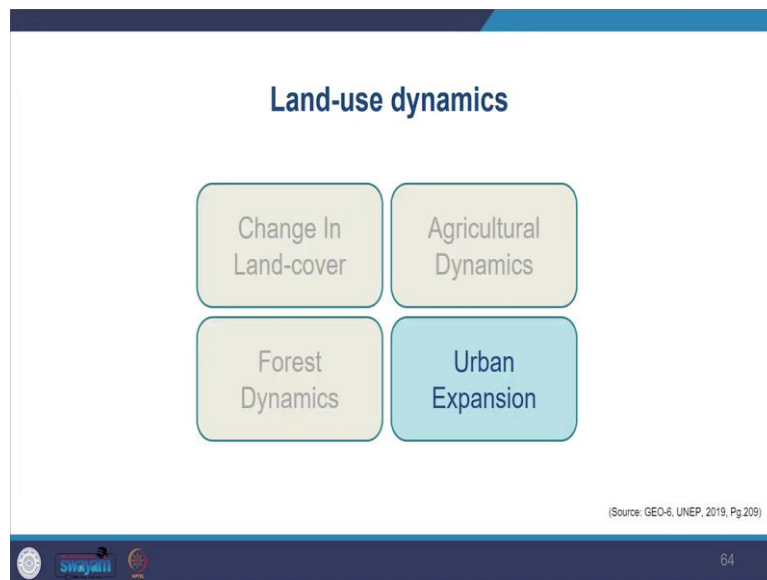 Land-use dynamics
Change In
Land-cover
Agricultural
Dynamics
Forest
Dynamics
Urban
Expansion
(Source: GEO-6, UNEP, 2019, Pg.209)
swayam
NPTEL
64